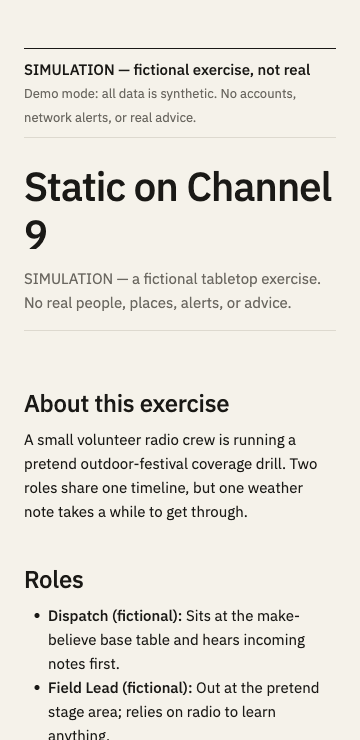 SIMULATION — fictional exercise, not real
Demo mode: all data is synthetic. No accounts,
network alerts, or real advice.
Static on Channel
9
SIMULATION — a fictional tabletop exercise.
No real people, places, alerts, or advice.
About this exercise
A small volunteer radio crew is running a
pretend outdoor-festival coverage drill. Two
roles share one timeline, but one weather
note takes a while to get through.
Roles
• Dispatch (fictional): Sits at the make-
believe base table and hears incoming
notes first.
• Field Lead (fictional): Out at the pretend
stage area; relies on radio to learn
anything.